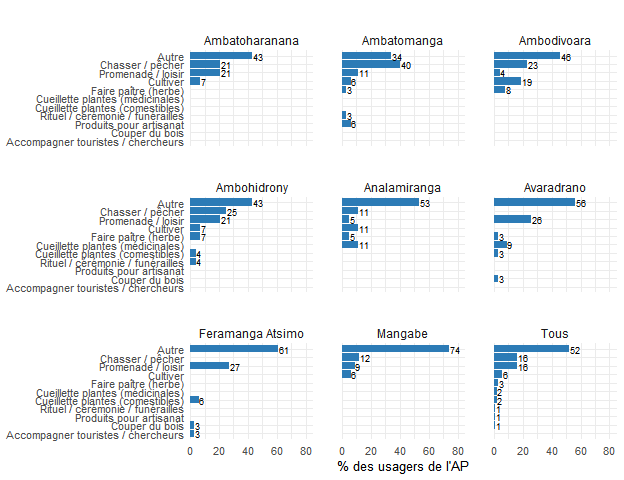 Ambatoharanana Ambatomanga Ambodivoara
Autre 43 34 46
Chasser / pêcher 21 40 23
Promenade / loisir 21 11 4
Cultiver 7 6 19
Faire paître (herbe) 3 8
Cueillette plantes (médicinales)
Cueillette plantes (comestibles)
Rituel / cérémonie / funérailles 3
Produits pour artisanat 6
Couper du bois
Accompagner touristes / chercheurs
Ambohidrony Analamiranga Avaradrano
Autre 43 53 56
Chasser / pêcher 25 11
Promenade / loisir 21 5 26
Cultiver 7 11
Faire paître (herbe) 7 5 3
Cueillette plantes (médicinales) 11 9
Cueillette plantes (comestibles) 4 3
Rituel / cérémonie / funérailles 4
Produits pour artisanat
Couper du bois 3
Accompagner touristes / chercheurs
Feramanga Atsimo Mangabe Tous
Autre 61 74 52
Chasser / pêcher 12 16
Promenade / loisir 27 9 16
Cultiver 6 6
Faire paître (herbe) 3
Cueillette plantes (médicinales) 2
Cueillette plantes (comestibles) 6 2
Rituel / cérémonie / funérailles 1
Produits pour artisanat 1
Couper du bois 3 1
Accompagner touristes / chercheurs 3
0 20 40 60 80 0 20 40 60 80 0 20 40 60 80
% des usagers de l'AP